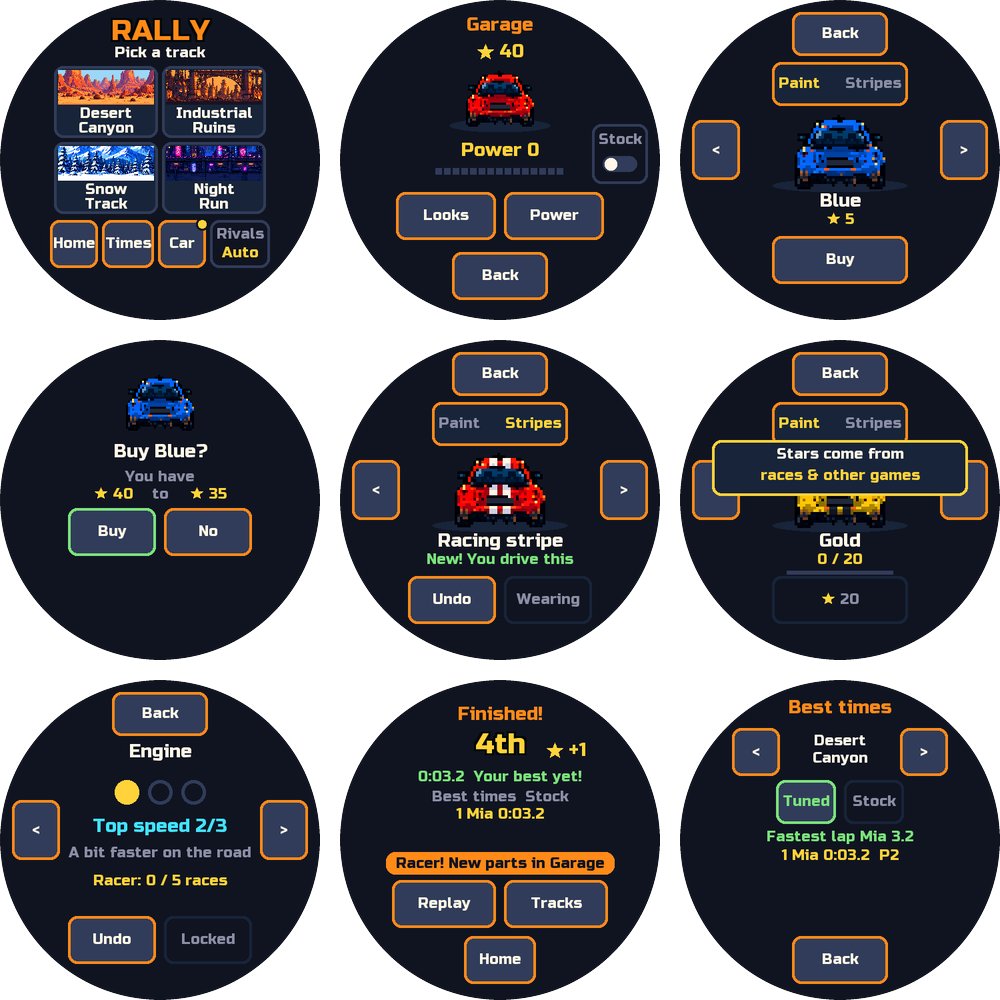 RALLY
Pick a track
Desert
Canyon
Industrial
Ruins
Snow
Track
Night
Run
Home
Times
Car
Rivals
Auto
Garage
★ 40
Power 0
Stock
Looks
Power
Back
Back
Paint
Stripes
<
>
Blue
★ 5
Buy
Buy Blue?
You have
★ 40 to ★ 35
Buy
No
Back
Paint
Stripes
<
>
Racing stripe
New! You drive this
Undo
Wearing
Back
Paint
Stripes
Stars come from
races & other games
Gold
0 / 20
★ 20
Back
Engine
<
>
Top speed 2/3
A bit faster on the road
Racer: 0 / 5 races
Undo
Locked
Finished!
4th
★ +1
0:03.2 Your best yet!
Best times Stock
1 Mia 0:03.2
Racer! New parts in Garage
Replay
Tracks
Home
Best times
<
Desert
Canyon
>
Tuned
Stock
Fastest lap Mia 3.2
1 Mia 0:03.2 P2
Back